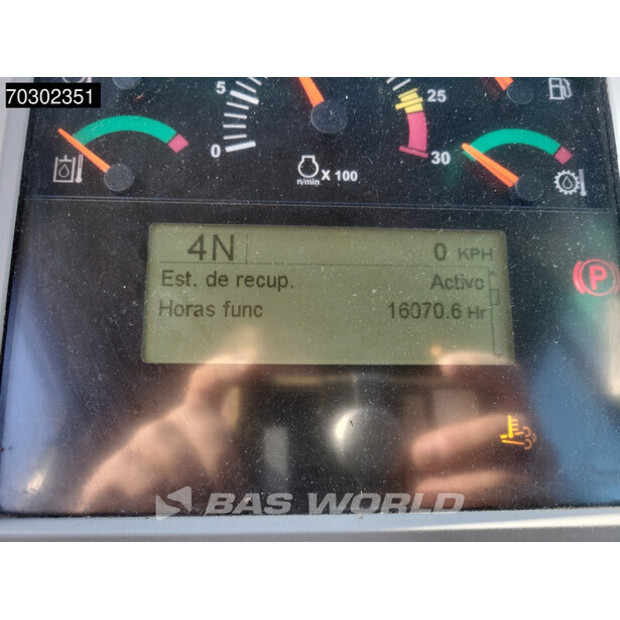 70302351
5
0
25
30
n/min. X 100
4N 0 KPH
Est. de recup. Activo
Horas func 16070.6 Hr
P
BAS WORLD